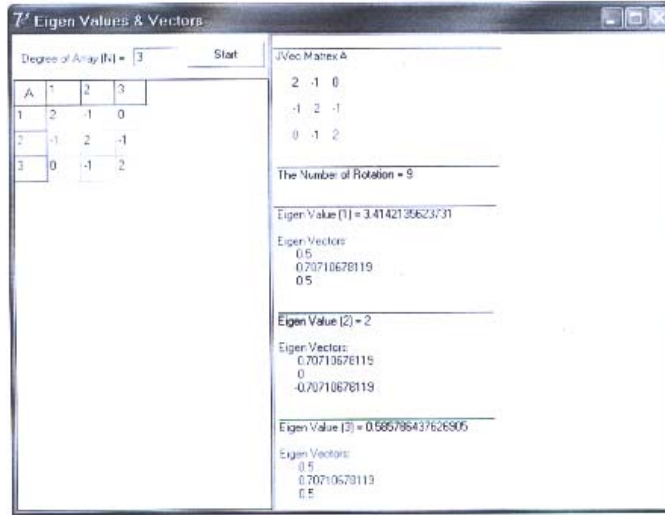 Eigen Values & Vectors
Degree of Array (N) = 3 Start
A 1 2 3
1 2 -1 0
2 -1 2 -1
3 0 -1 2
JVec Matrex A
2 -1 0
-1 2 -1
0 -1 2
The Number of Rotation = 9
Eigen Value (1) = 3.4142135623731
Eigen Vectors:
0.5
0.70710678119
0.5
Eigen Value (2) = 2
Eigen Vectors:
0.70710678119
0
-0.70710678119
Eigen Value (3) = 0.585786437626905
Eigen Vectors:
0.5
0.70710678119
0.5